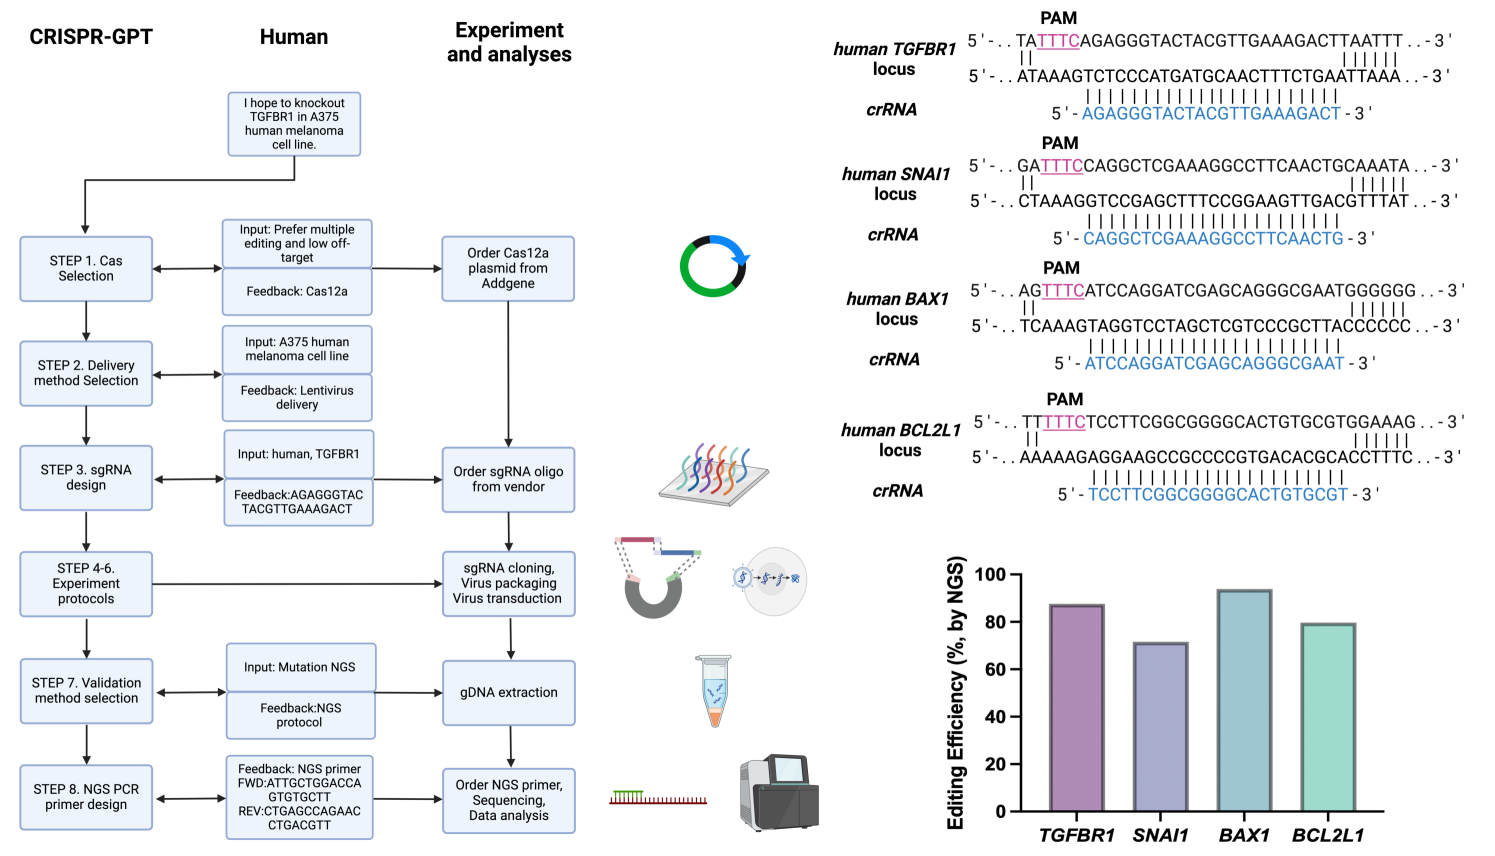 CRISPR-GPT
Human
Experiment
and analyses
I hope to knockout
TGFBR1 in A375
human melanoma
cell line.
STEP 1. Cas
Selection
Input: Prefer multiple
editing and low off-
target
Feedback: Cas12a
Order Cas12a
plasmid from
Addgene
STEP 2. Delivery
method Selection
Input: A375 human
melanoma cell line
Feedback: Lentivirus
delivery
STEP 3. sgRNA
design
Input: human, TGFBR1
Feedback:AGAGGGTAC
TACGTTGAAAGACT
Order sgRNA oligo
from vendor
STEP 4-6.
Experiment
protocols
sgRNA cloning,
Virus packaging
Virus transduction
STEP 7. Validation
method selection
Input: Mutation NGS
Feedback:NGS
protocol
gDNA extraction
STEP 8. NGS PCR
primer design
Feedback: NGS primer
FWD:ATTGCTGGACCA
GTGTGCTT
REV:CTGAGCCAGAAC
CTGACGTT
Order NGS primer,
Sequencing,
Data analysis
PAM
human TGFBR1
locus
5'-..TATTTCAGAGGGTACTACGTTGAAAGACTTAATTT..-3'
5'-..ATAAAGTCTCCCATGATGCAACTTTCTGAATTAAA..-3'
crRNA
5'-AGAGGGTACTACGTTGAAAGACT-3'
PAM
human SNAI1
locus
5'-..GATTTCCAGGCTCGAAAGGCCTTCAACTGCAAATA..-3'
5'-..CTAAAGGTCCGAGCTTTCCGGAAGTTGACGTTTAT..-3'
crRNA
5'-CAGGCTCGAAAGGCCTTCAACTG-3'
PAM
human BAX1
locus
5'-..AGTTTCATCCAGGATCGAGCAGGGCGAATGGGGGG..-3'
5'-..TCAAAGTAGGTCCTAGCTCGTCCCGCTTACCCCCC..-3'
crRNA
5'-ATCCAGGATCGAGCAGGGCGAAT-3'
PAM
human BCL2L1
locus
5'-..TTTTTCTCCTTCGGCGGGGCACTGTGCGTGGAAAG..-3'
5'-..AAAAAGAGGAAGCCGCCCCGTGACACGCACCTTTC..-3'
crRNA
5'-TCCTTCGGCGGGGCACTGTGCGT-3'
Editing Efficiency (%, by NGS)
100
80
60
40
20
0
TGFBR1
SNAI1
BAX1
BCL2L1